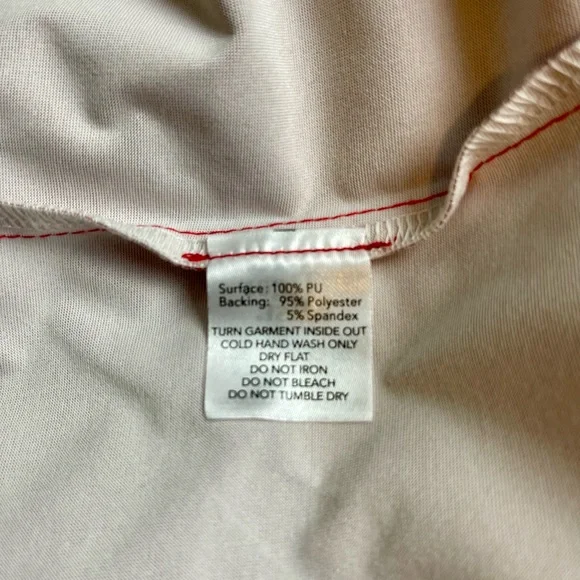 Surface: 100% PU
Backing: 95% Polyester
5% Spandex
TURN GARMENT INSIDE OUT
COLD HAND WASH ONLY
DRY FLAT
DO NOT IRON
DO NOT BLEACH
DO NOT TUMBLE DRY